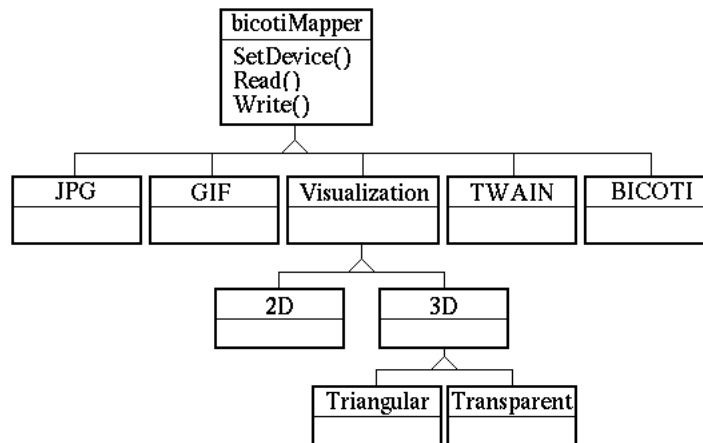 bicotiMapper
SetDevice()
Read()
Write()
JPG GIF Visualization TWAIN BICOTI
2D 3D
Triangular Transparent